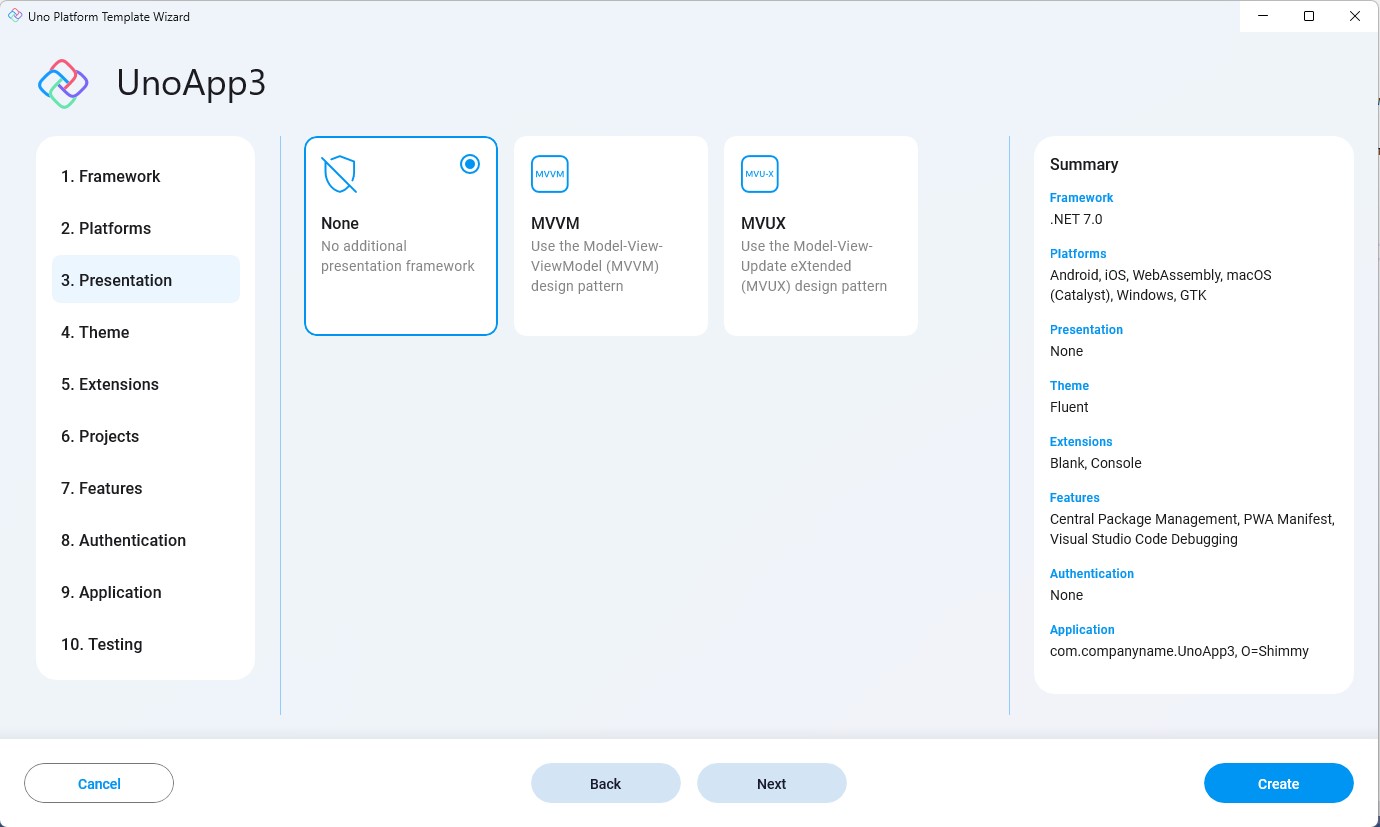 Uno Platform Template Wizard
UnoApp3
1. Framework
2. Platforms
3. Presentation
4. Theme
5. Extensions
6. Projects
7. Features
8. Authentication
9. Application
10. Testing
None
No additional
presentation framework
MVVM
MVVM
Use the Model-View-
ViewModel (MVVM)
design pattern
MVU-X
MVUX
Use the Model-View-
Update eXtended
(MVUX) design pattern
Summary
Framework
.NET 7.0
Platforms
Android, iOS, WebAssembly, macOS
(Catalyst), Windows, GTK
Presentation
None
Theme
Fluent
Extensions
Blank, Console
Features
Central Package Management, PWA Manifest,
Visual Studio Code Debugging
Authentication
None
Application
com.companyname.UnoApp3, O=Shimmy
Cancel
Back
Next
Create